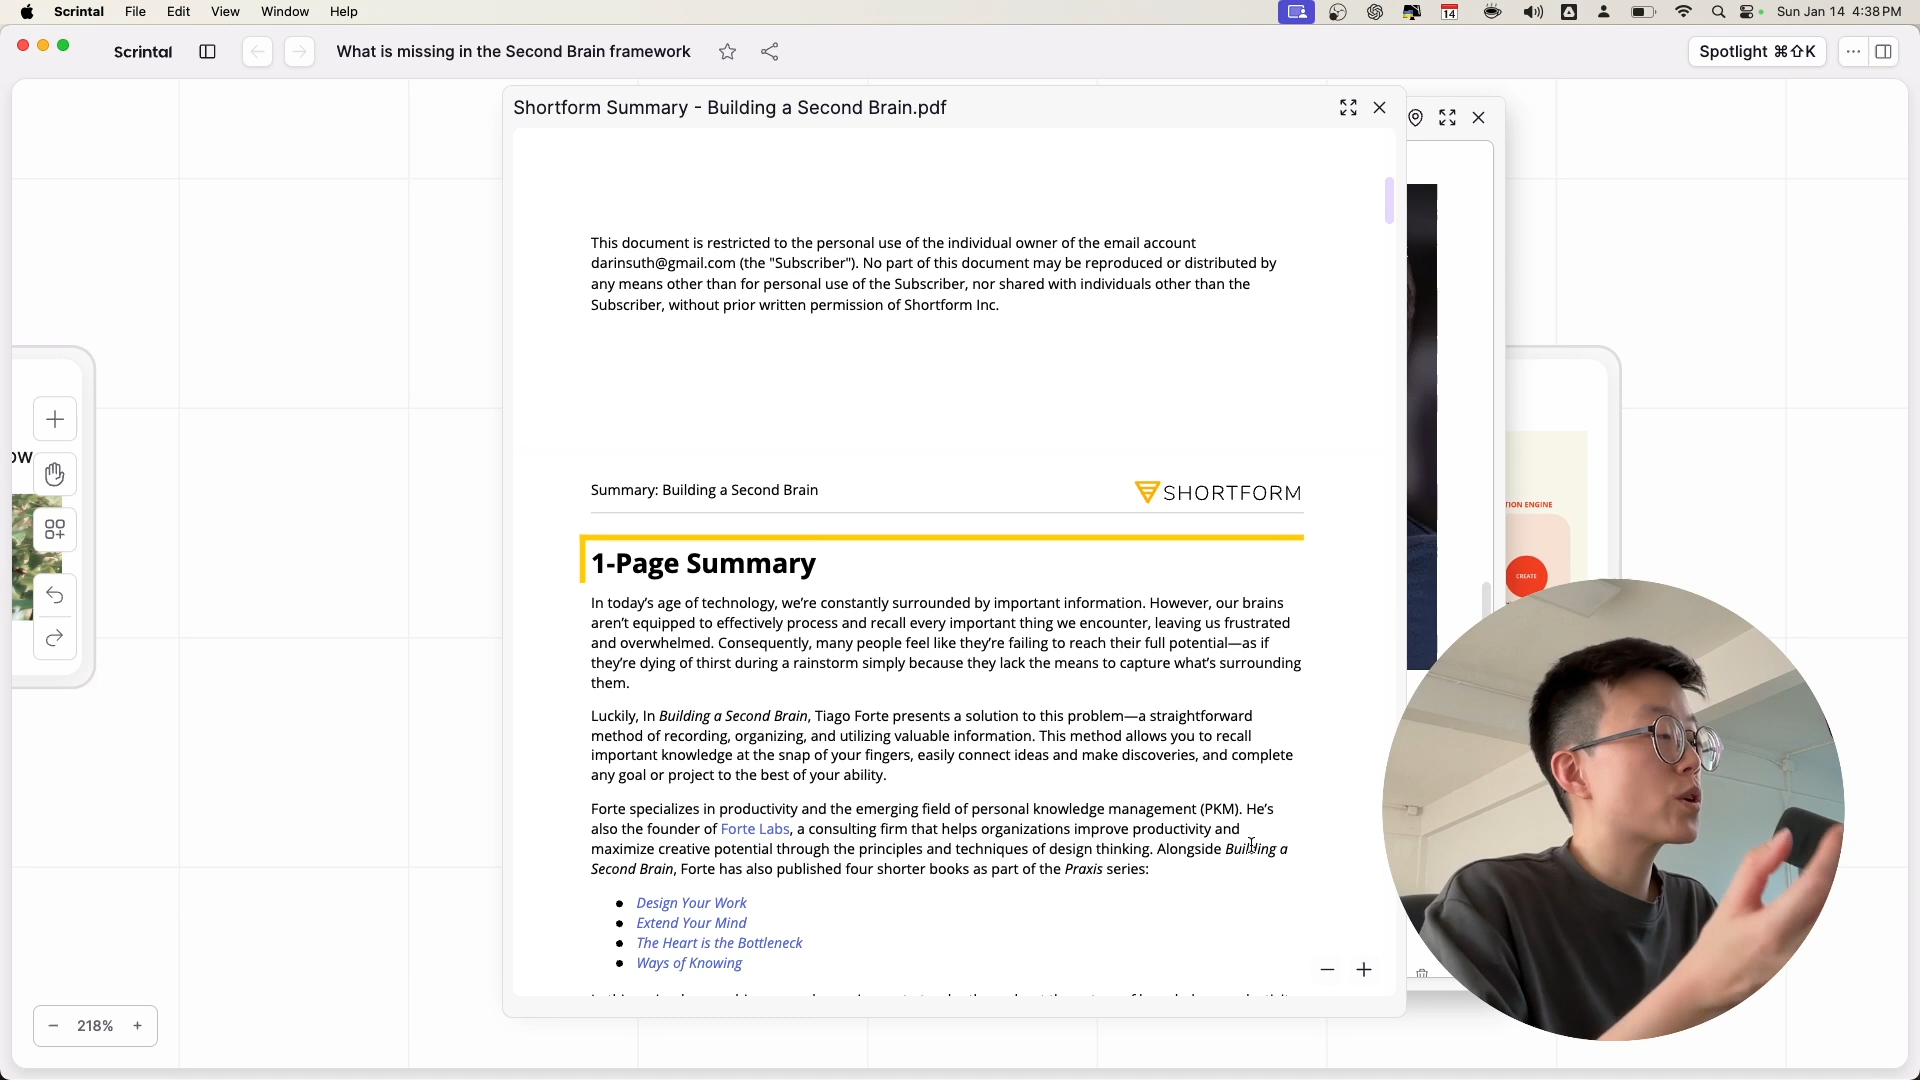 Scrintal File Edit View Window Help
14
Sun Jan 14 4:38 PM
Scrintal
What is missing in the Second Brain framework
Spotlight ⌘⇧K
Shortform Summary - Building a Second Brain.pdf
This document is restricted to the personal use of the individual owner of the email account
darinsuth@gmail.com (the "Subscriber"). No part of this document may be reproduced or distributed by
any means other than for personal use of the Subscriber, nor shared with individuals other than the
Subscriber, without prior written permission of Shortform Inc.
Summary: Building a Second Brain
SHORTFORM
1-Page Summary
In today’s age of technology, we’re constantly surrounded by important information. However, our brains
aren’t equipped to effectively process and recall every important thing we encounter, leaving us frustrated
and overwhelmed. Consequently, many people feel like they’re failing to reach their full potential—as if
they’re dying of thirst during a rainstorm simply because they lack the means to capture what’s surrounding
them.
Luckily, In Building a Second Brain, Tiago Forte presents a solution to this problem—a straightforward
method of recording, organizing, and utilizing valuable information. This method allows you to recall
important knowledge at the snap of your fingers, easily connect ideas and make discoveries, and complete
any goal or project to the best of your ability.
Forte specializes in productivity and the emerging field of personal knowledge management (PKM). He’s
also the founder of Forte Labs, a consulting firm that helps organizations improve productivity and
maximize creative potential through the principles and techniques of design thinking. Alongside Building a
Second Brain, Forte has also published four shorter books as part of the Praxis series:
● Design Your Work
● Extend Your Mind
● The Heart is the Bottleneck
● Ways of Knowing
OW
TION ENGINE
CREATE
218%